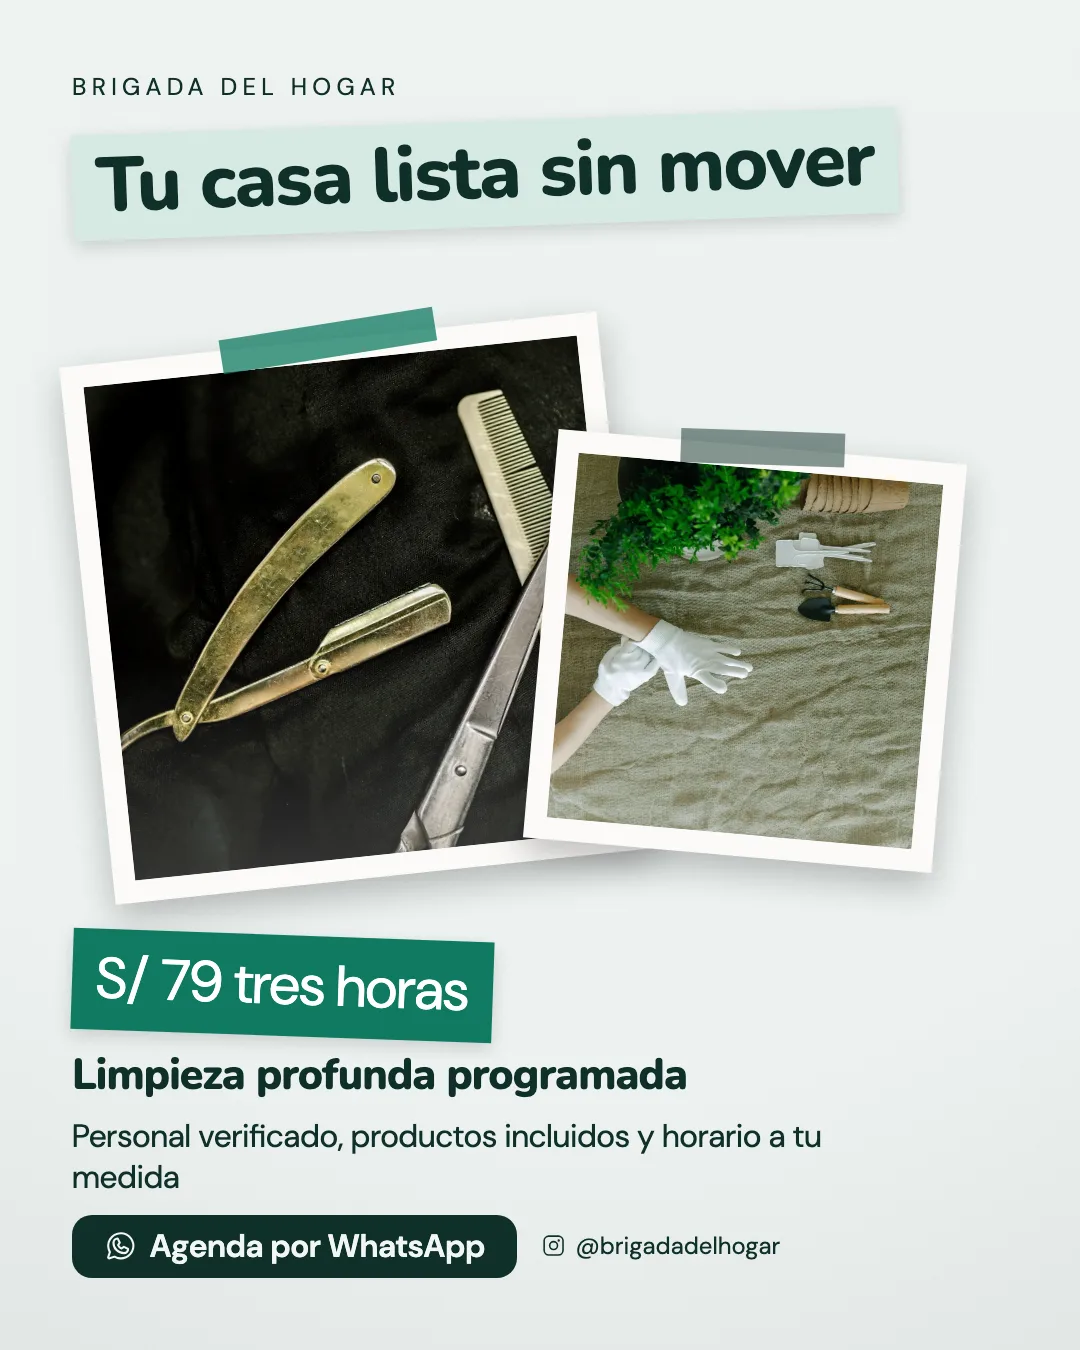 BRIGADA DEL HOGAR
Tu casa lista sin mover
S/ 79 tres horas
Limpieza profunda programada
Personal verificado, productos incluidos y horario a tu
medida
Agenda por WhatsApp
@brigadadelhogar